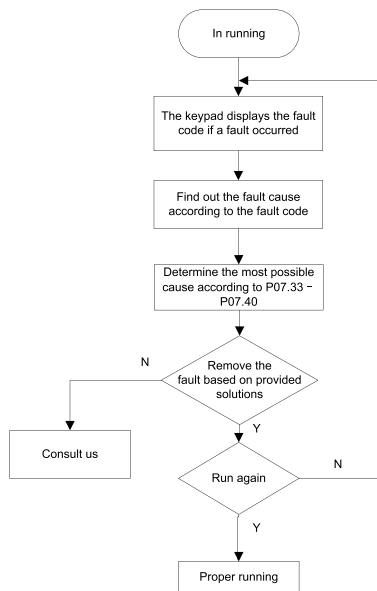 In running
The keypad displays the fault
code if a fault occurred
Find out the fault cause
according to the fault code
Determine the most possible
cause according to P07.33 −
P07.40
N
Remove the
fault based on provided
solutions
Y
Consult us
Run again
N
Y
Proper running